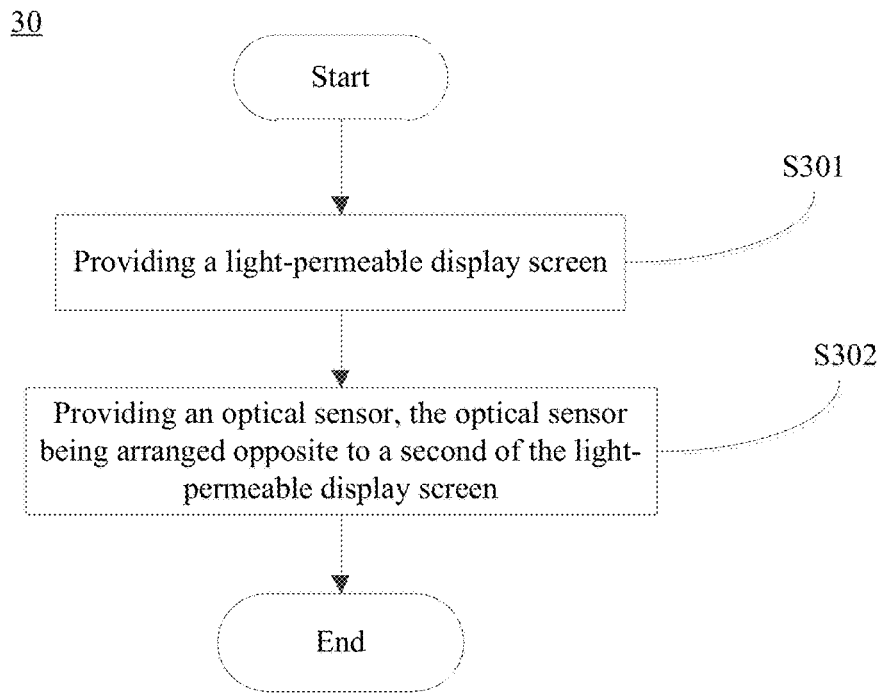 30
Start
S301
Providing a light-permeable display screen
S302
Providing an optical sensor, the optical sensor
being arranged opposite to a second of the light-
permeable display screen
End